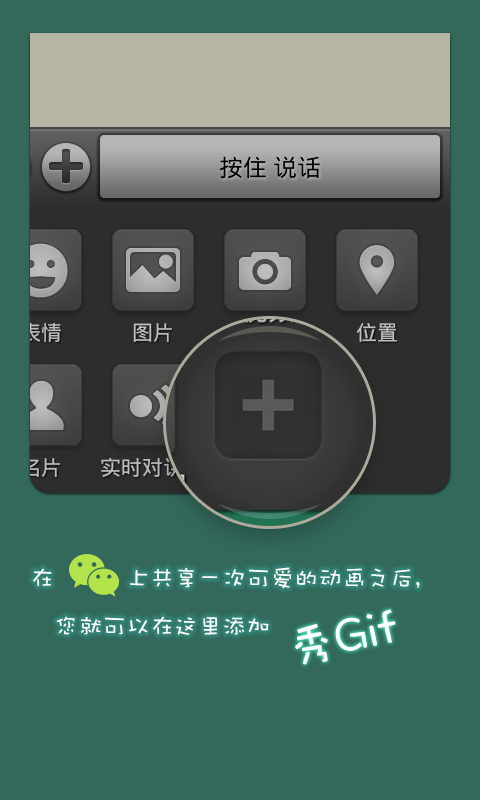 按住 说话
图片
位置
表情
名片
实时对讲
在 上共享一次可爱的动画之后,
您就可以在这里添加 秀Gif